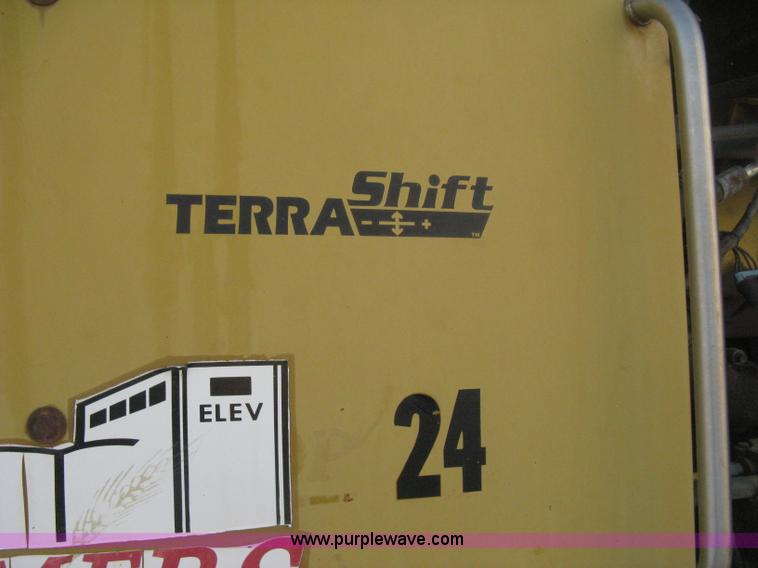 TERRA Shift
- + TM
ELEV
24
www.purplewave.com